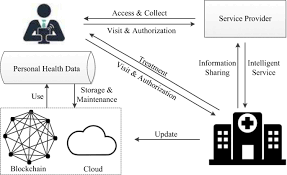 Access & Collect
Service Provider
Visit & Authorization
Personal Health Data
Treatment
Visit & Authorization
Information
Sharing
Intelligent
Service
Use
Storage &
Maintenance
Update
Blockchain
Cloud